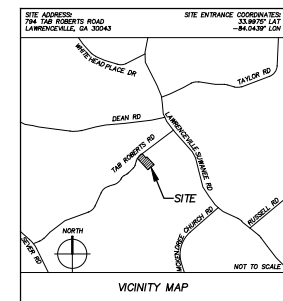 SITE ADDRESS:
794 TAB ROBERTS ROAD
LAWRENCEVILLE, GA 30043
SITE ENTRANCE COORDINATES:
33.9975° LAT
-84.0439° LON
WHITEHEAD PLACE DR
TAYLOR RD
DEAN RD
LAWRENCEVILLE SUWANEE RD
TAB ROBERTS RD
SITE
MCKENDREE CHURCH RD
RUSSELL RD
SEVER RD
NORTH
NOT TO SCALE
VICINITY MAP